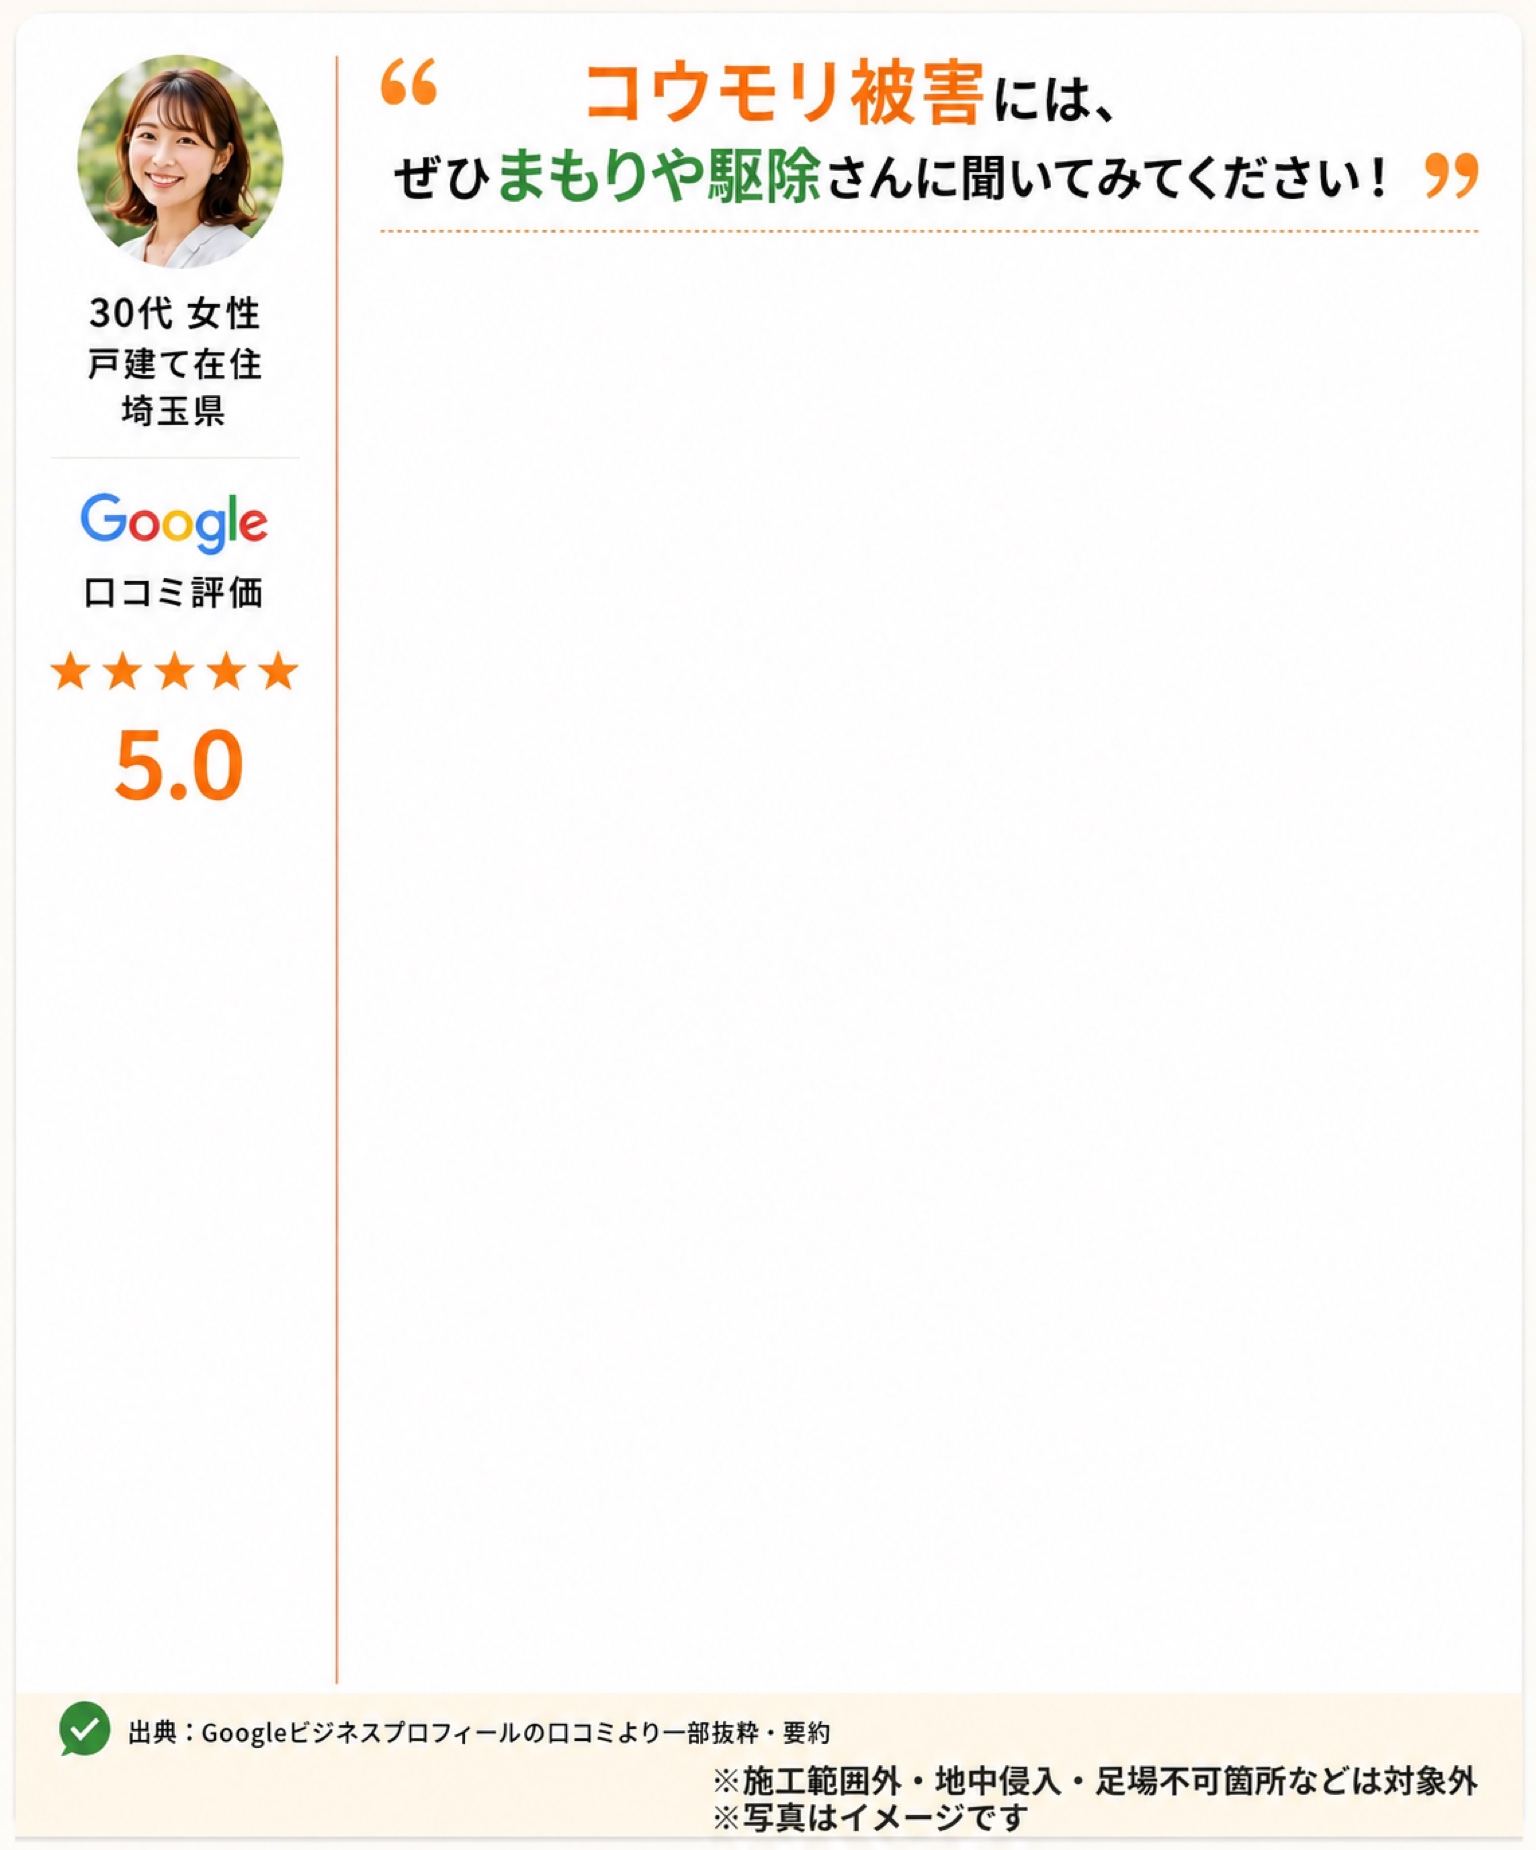 コウモリ被害には、
ぜひまもりや駆除さんに聞いてみてください！
30代 女性
戸建て在住
埼玉県
Google
口コミ評価
★★★★★
5.0
出典：Googleビジネスプロフィールの口コミより一部抜粋・要約
※施工範囲外・地中侵入・足場不可箇所などは対象外
※写真はイメージです